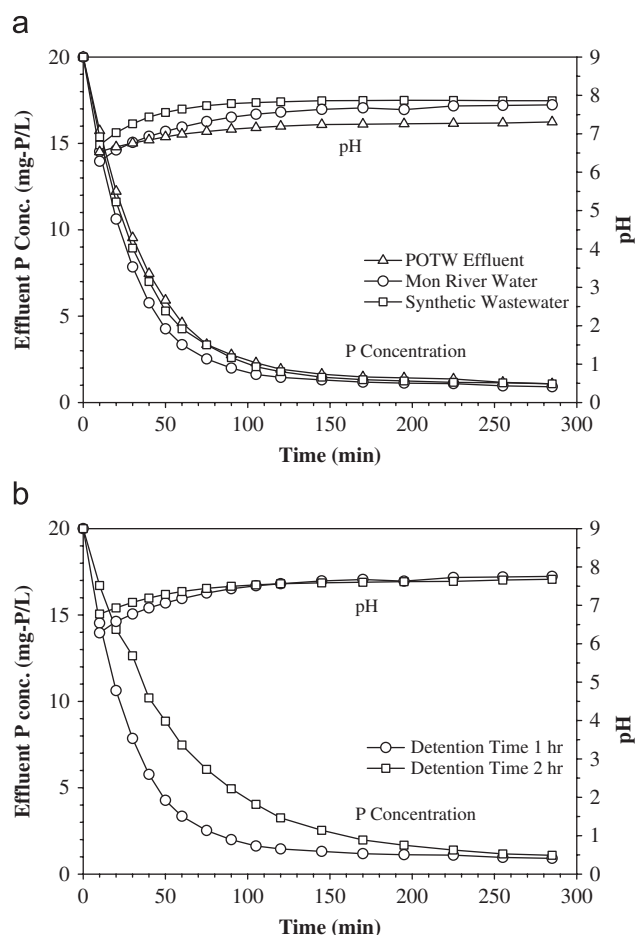 a
20
15
10
5
0
Effluent P Conc. (mg-P/L)
9
8
7
6
5
4
3
2
1
0
pH
pH
POTW Effluent
Mon River Water
Synthetic Wastewater
P Concentration
0 50 100 150 200 250 300
Time (min)
b
20
15
10
5
0
Effluent P conc. (mg-P/L)
9
8
7
6
5
4
3
2
1
0
pH
pH
Detention Time 1 hr
Detention Time 2 hr
P Concentration
0 50 100 150 200 250 300
Time (min)